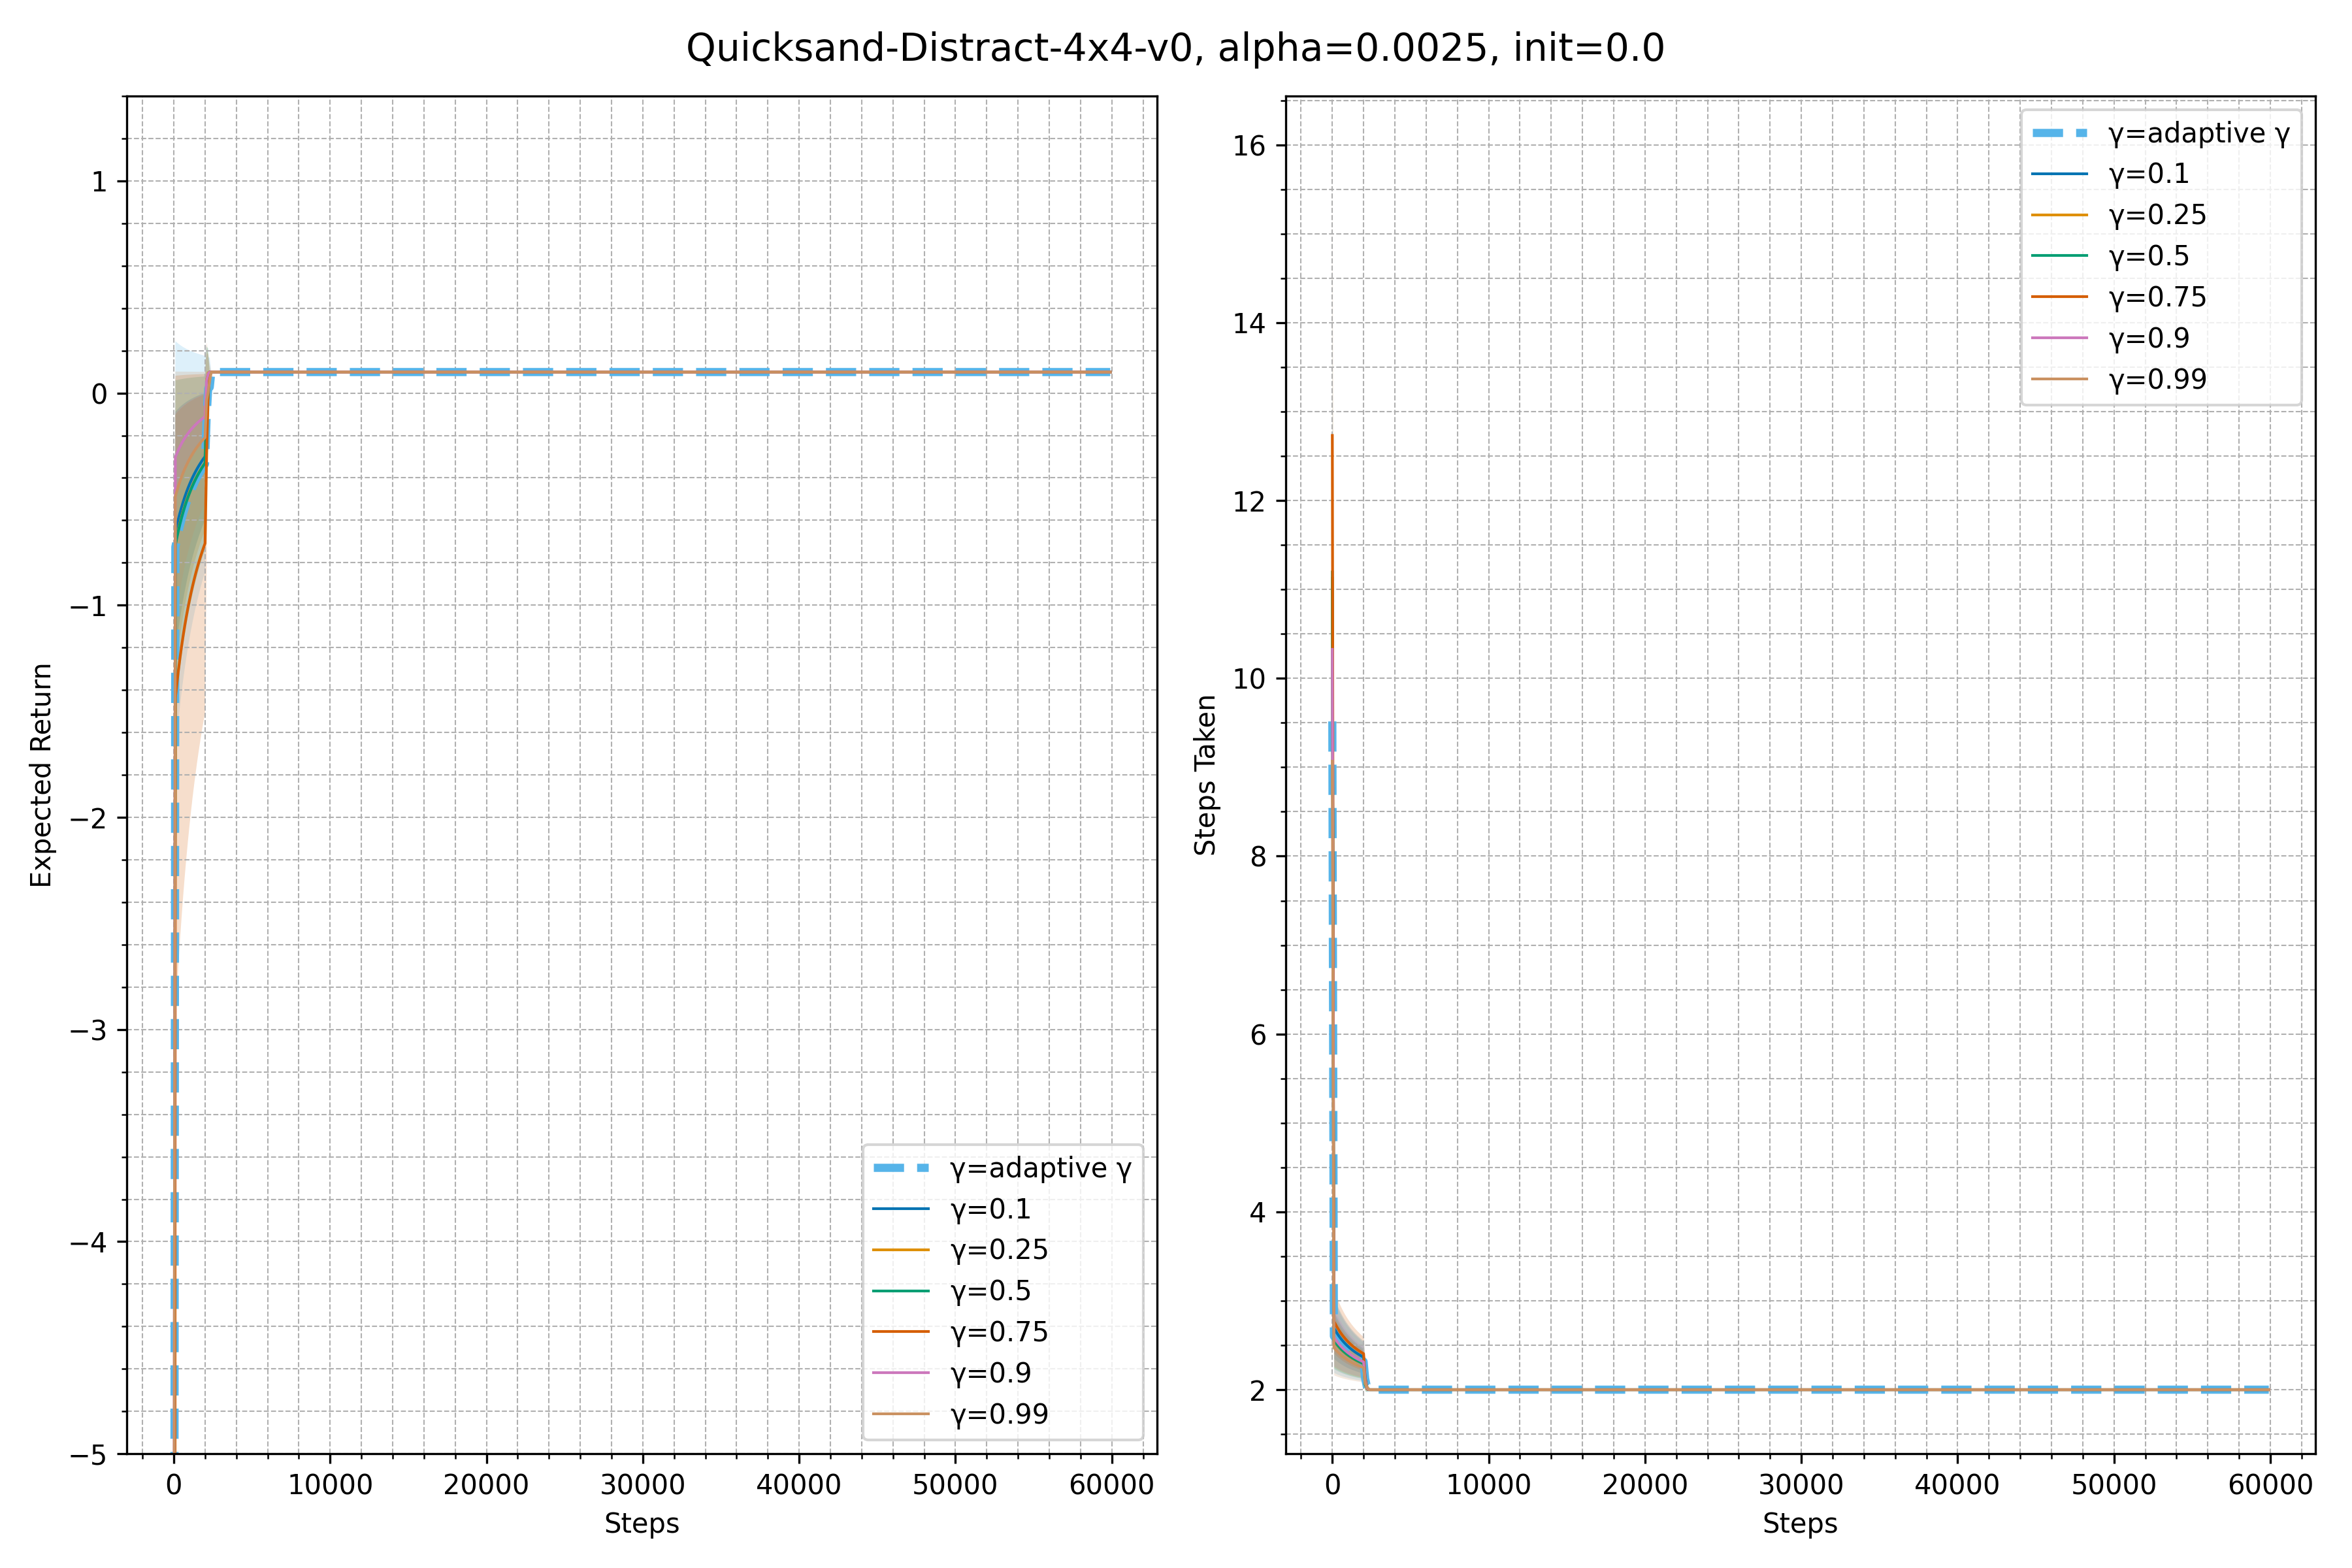 Quicksand-Distract-4x4-v0, alpha=0.0025, init=0.0
Expected Return
1
0
−1
−2
−3
−4
−5
0 10000 20000 30000 40000 50000 60000
Steps
γ=adaptive γ
γ=0.1
γ=0.25
γ=0.5
γ=0.75
γ=0.9
γ=0.99
Steps Taken
16
14
12
10
8
6
4
2
0 10000 20000 30000 40000 50000 60000
Steps
γ=adaptive γ
γ=0.1
γ=0.25
γ=0.5
γ=0.75
γ=0.9
γ=0.99